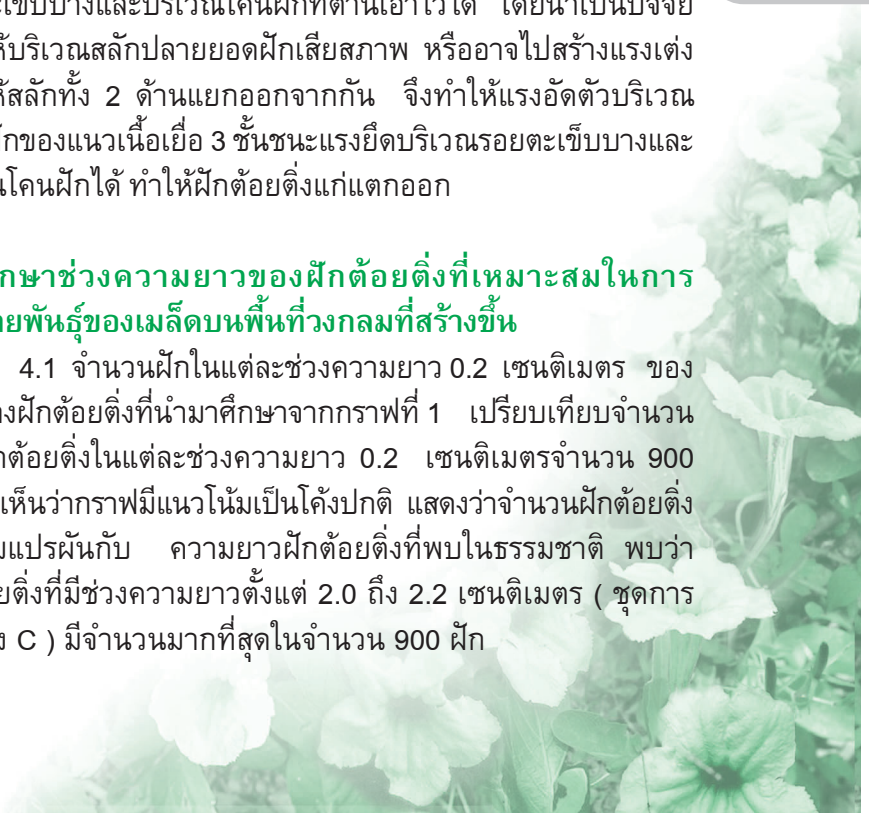 ะเข็บบางและบริเวณโคนฝักที่ต้านเอาไว้ได้ โดยน้ำเป็นปัจจัย
ห้บริเวณสลักปลายยอดฝักเสียสภาพ หรืออาจไปสร้างแรงเต่ง
ห้สลักทั้ง 2 ด้านแยกออกจากกัน จึงทำให้แรงอัดตัวบริเวณ
ักของแนวเนื้อเยื่อ 3 ชั้นชนะแรงยึดบริเวณรอยตะเข็บบางและ
นโคนฝักได้ ทำให้ฝักต้อยติ่งแก่แตกออก
กษาช่วงความยาวของฝักต้อยติ่งที่เหมาะสมในการ
ายพันธุ์ของเมล็ดบนพื้นที่วงกลมที่สร้างขึ้น
4.1 จำนวนฝักในแต่ละช่วงความยาว 0.2 เซนติเมตร ของ
างฝักต้อยติ่งที่นำมาศึกษาจากกราฟที่ 1 เปรียบเทียบจำนวน
กต้อยติ่งในแต่ละช่วงความยาว 0.2 เซนติเมตรจำนวน 900
เห็นว่ากราฟมีแนวโน้มเป็นโค้งปกติ แสดงว่าจำนวนฝักต้อยติ่ง
มแปรผันกับ ความยาวฝักต้อยติ่งที่พบในธรรมชาติ พบว่า
ยติ่งที่มีช่วงความยาวตั้งแต่ 2.0 ถึง 2.2 เซนติเมตร ( ชุดการ
ง C ) มีจำนวนมากที่สุดในจำนวน 900 ฝัก